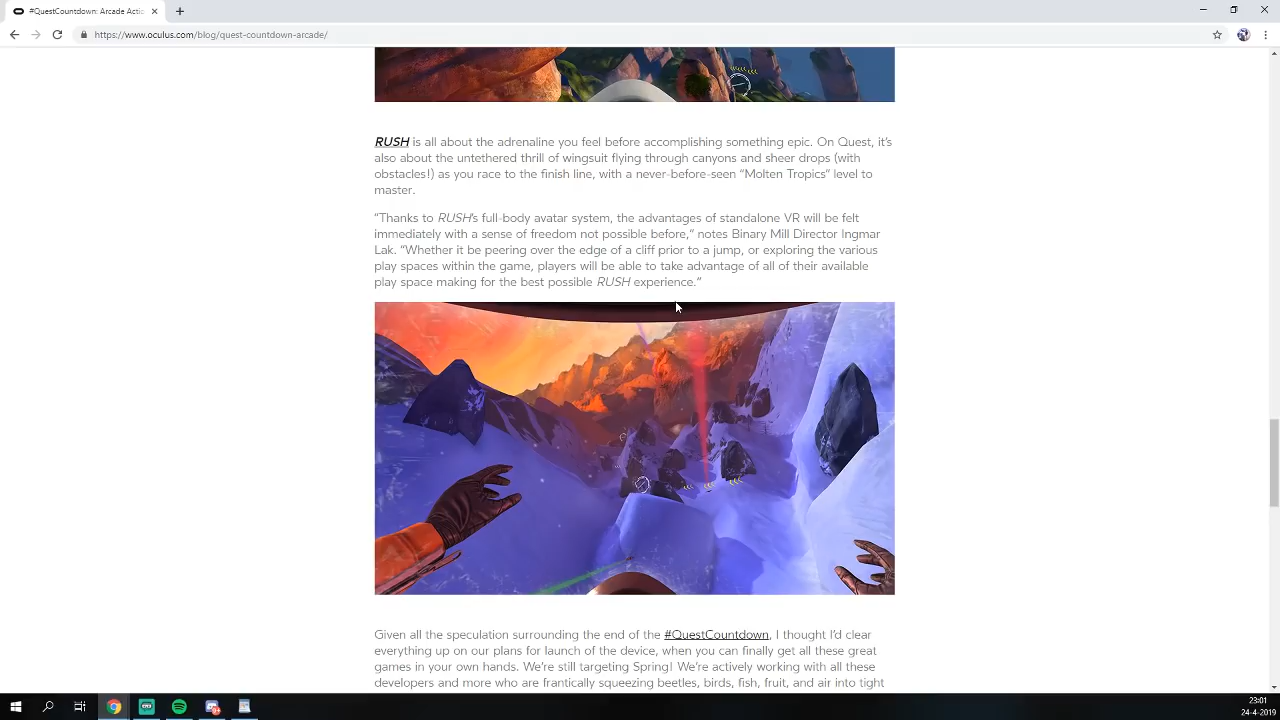 #QuestCountdown: Arcade Actio
https://www.oculus.com/blog/quest-countdown-arcade/
RUSH is all about the adrenaline you feel before accomplishing something epic. On Quest, it's
also about the untethered thrill of wingsuit flying through canyons and sheer drops (with
obstacles!) as you race to the finish line, with a never-before-seen “Molten Tropics” level to
master.
“Thanks to RUSH's full-body avatar system, the advantages of standalone VR will be felt
immediately with a sense of freedom not possible before,” notes Binary Mill Director Ingmar
Lak. “Whether it be peering over the edge of a cliff prior to a jump, or exploring the various
play spaces within the game, players will be able to take advantage of all of their available
play space making for the best possible RUSH experience.”
Given all the speculation surrounding the end of the #QuestCountdown, I thought I'd clear
everything up on our plans for launch of the device, when you can finally get all these great
games in your own hands. We're still targeting Spring! We're actively working with all these
developers and more who are frantically squeezing beetles, birds, fish, fruit, and air into tight
23:01
24-4-2019